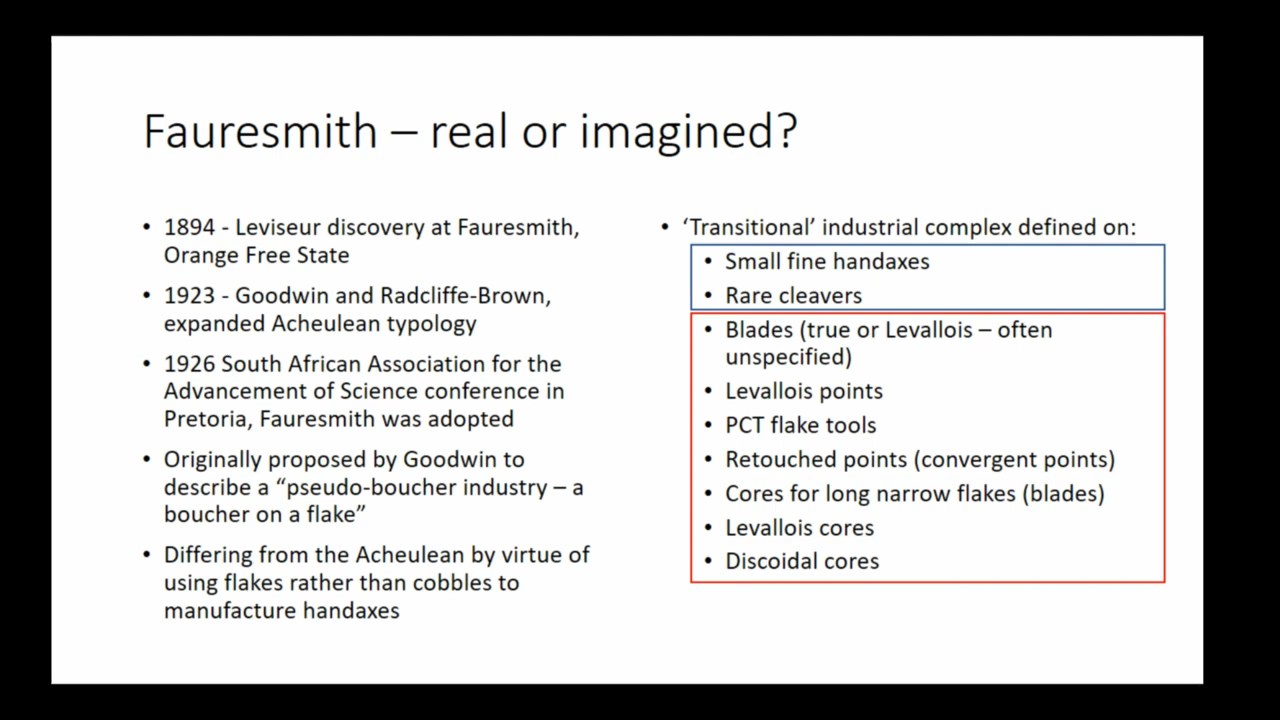 Fauresmith – real or imagined?
• 1894 - Leviseur discovery at Fauresmith,
Orange Free State
• 1923 - Goodwin and Radcliffe-Brown,
expanded Acheulean typology
• 1926 South African Association for the
Advancement of Science conference in
Pretoria, Fauresmith was adopted
• Originally proposed by Goodwin to
describe a “pseudo-boucher industry – a
boucher on a flake”
• Differing from the Acheulean by virtue of
using flakes rather than cobbles to
manufacture handaxes
• ‘Transitional’ industrial complex defined on:
• Small fine handaxes
• Rare cleavers
• Blades (true or Levallois – often
unspecified)
• Levallois points
• PCT flake tools
• Retouched points (convergent points)
• Cores for long narrow flakes (blades)
• Levallois cores
• Discoidal cores